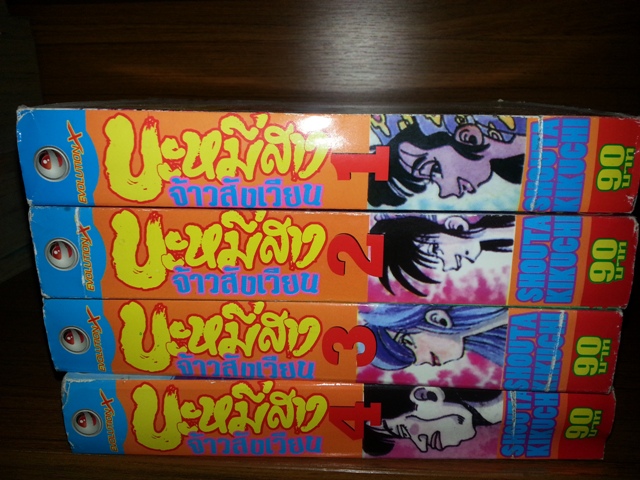 บะหมี่สาว
จ้าวสังเวียน
1
SHOUTA
KIKUCHI
90
บาท
บะหมี่สาว
จ้าวสังเวียน
2
SHOUTA
KIKUCHI
90
บาท
บะหมี่สาว
จ้าวสังเวียน
3
SHOUTA
KIKUCHI
90
บาท
บะหมี่สาว
จ้าวสังเวียน
4
SHOUTA
KIKUCHI
90
บาท